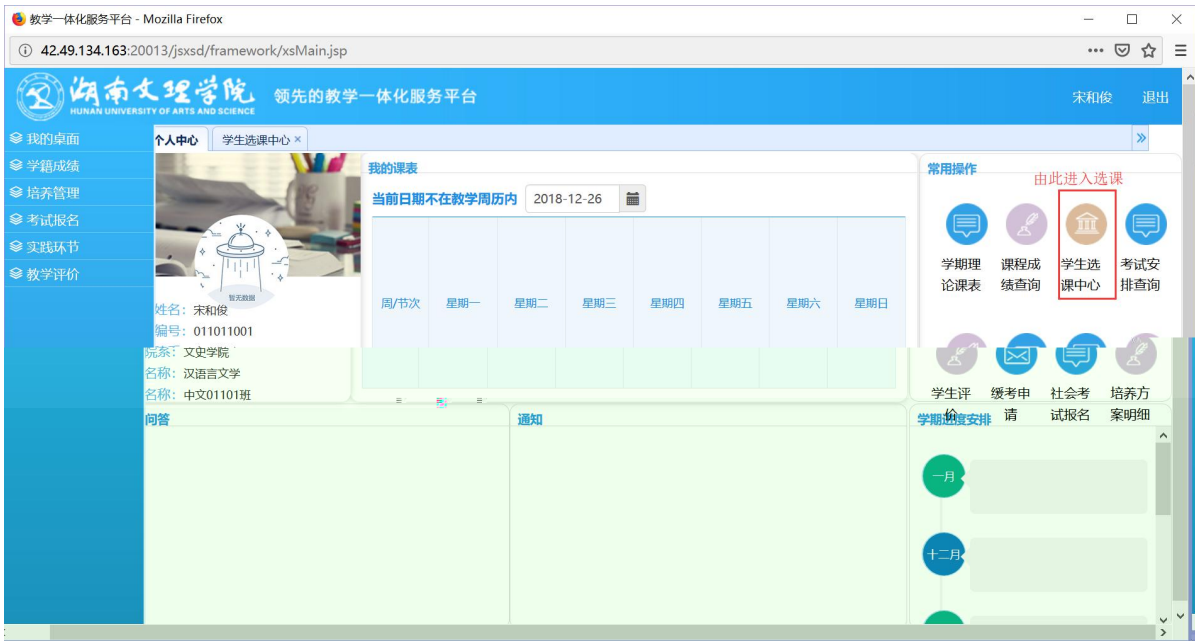 教学一体化服务平台 - Mozilla Firefox
42.49.134.163:20013/jsxsd/framework/xsMain.jsp
湖南文理学院
HUNAN UNIVERSITY OF ARTS AND SCIENCE
领先的教学一体化服务平台
宋和俊 退出
我的桌面
学籍成绩
培养管理
考试报名
实践环节
教学评价
个人中心 学生选课中心 ×
暂无数据
姓名：宋和俊
编号：011011001
院系：文史学院
名称：汉语言文学
名称：中文01101班
我的课表
当前日期不在教学周历内 2018-12-26
周/节次 星期一 星期二 星期三 星期四 星期五 星期六 星期日
常用操作
由此进入选课
学期理
论课表
课程成
绩查询
学生选
课中心
考试安
排查询
学生评
价
缓考申
请
社会考
试报名
培养方
案明细
问答
通知
学期进度安排
一月
十二月